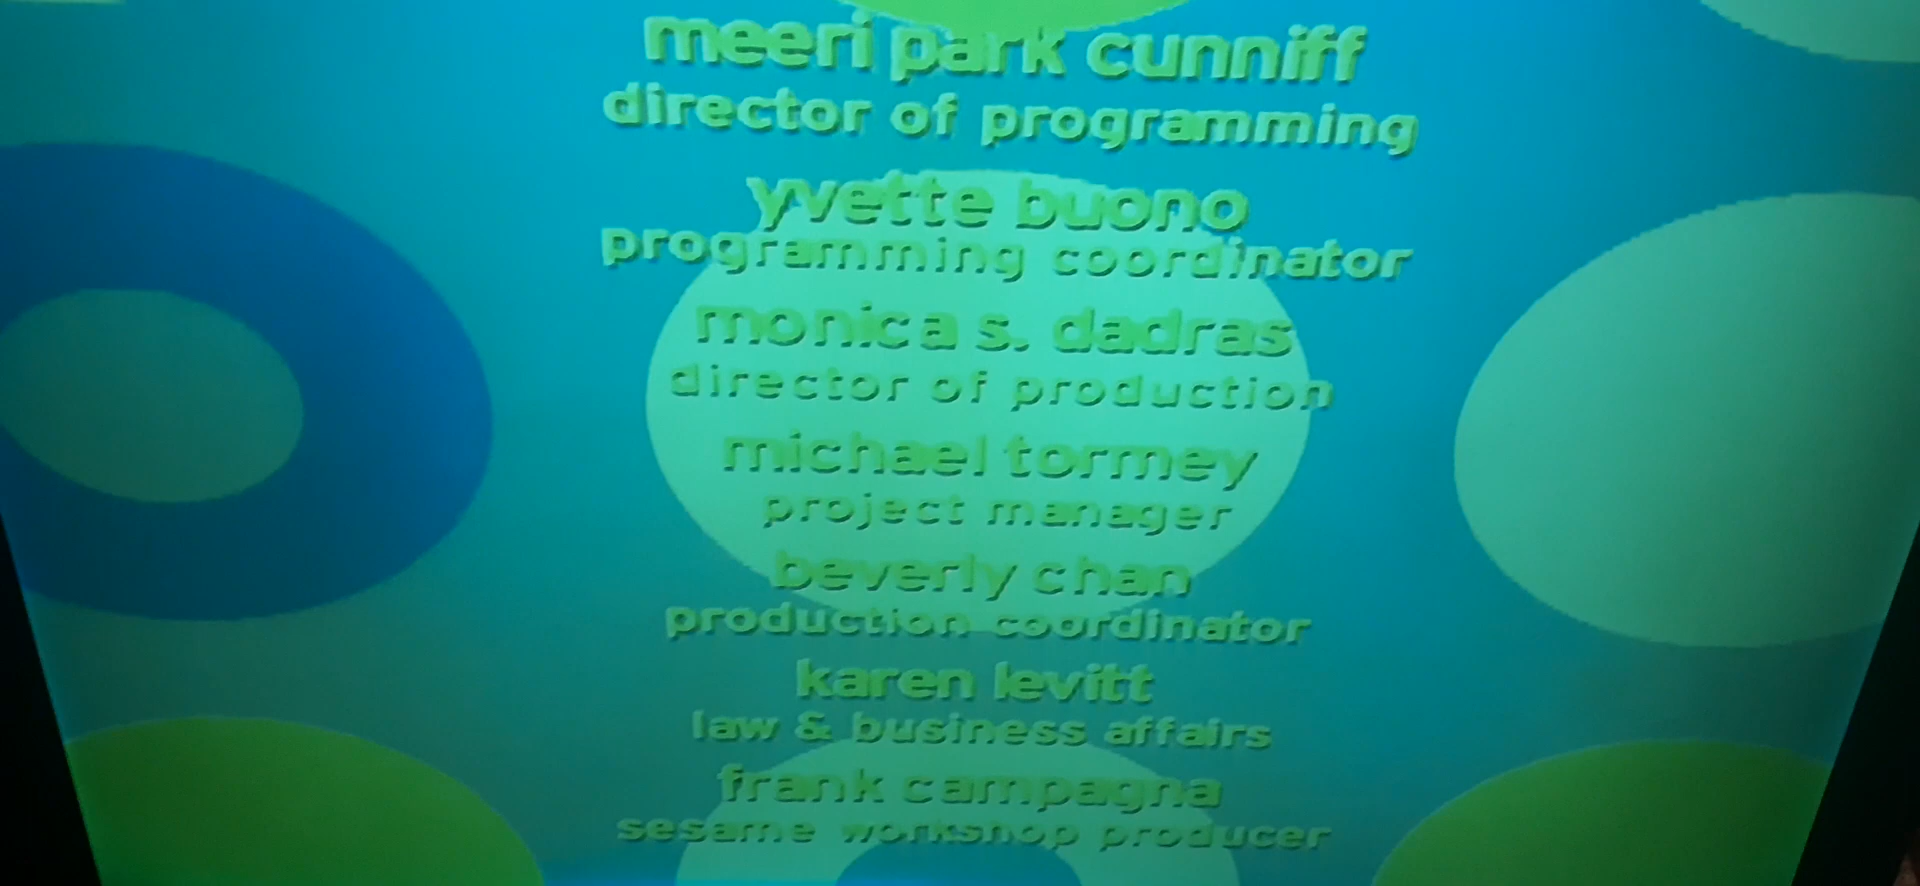 meeri park cunniff
director of programming
yvette buono
programming coordinator
monica s. dadras
director of production
michael tormey
project manager
beverly chan
production coordinator
karen levitt
law & business affairs
frank campagna
sesame workshop producer